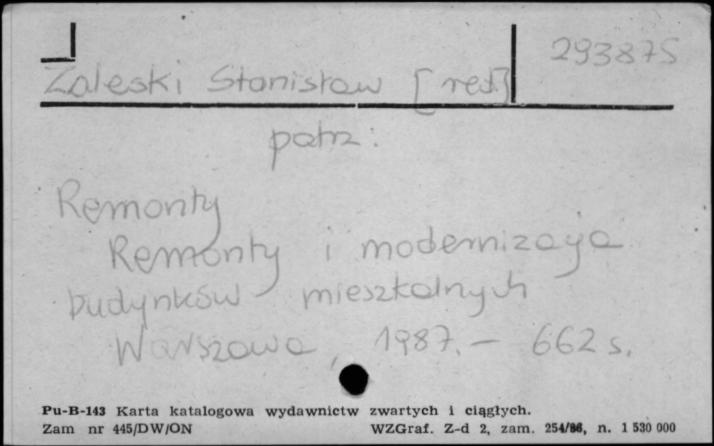 293875
Zaleski Stanisław [red]
patrz:
Remonty
Remonty i modernizacja
budynków mieszkalnych
Warszawa, 1987. – 662 s.
Pu-B-143 Karta katalogowa wydawnictw zwartych i ciągłych.
Zam nr 445/DW/ON WZGraf. Z-d 2, zam. 254/86, n. 1 530 000